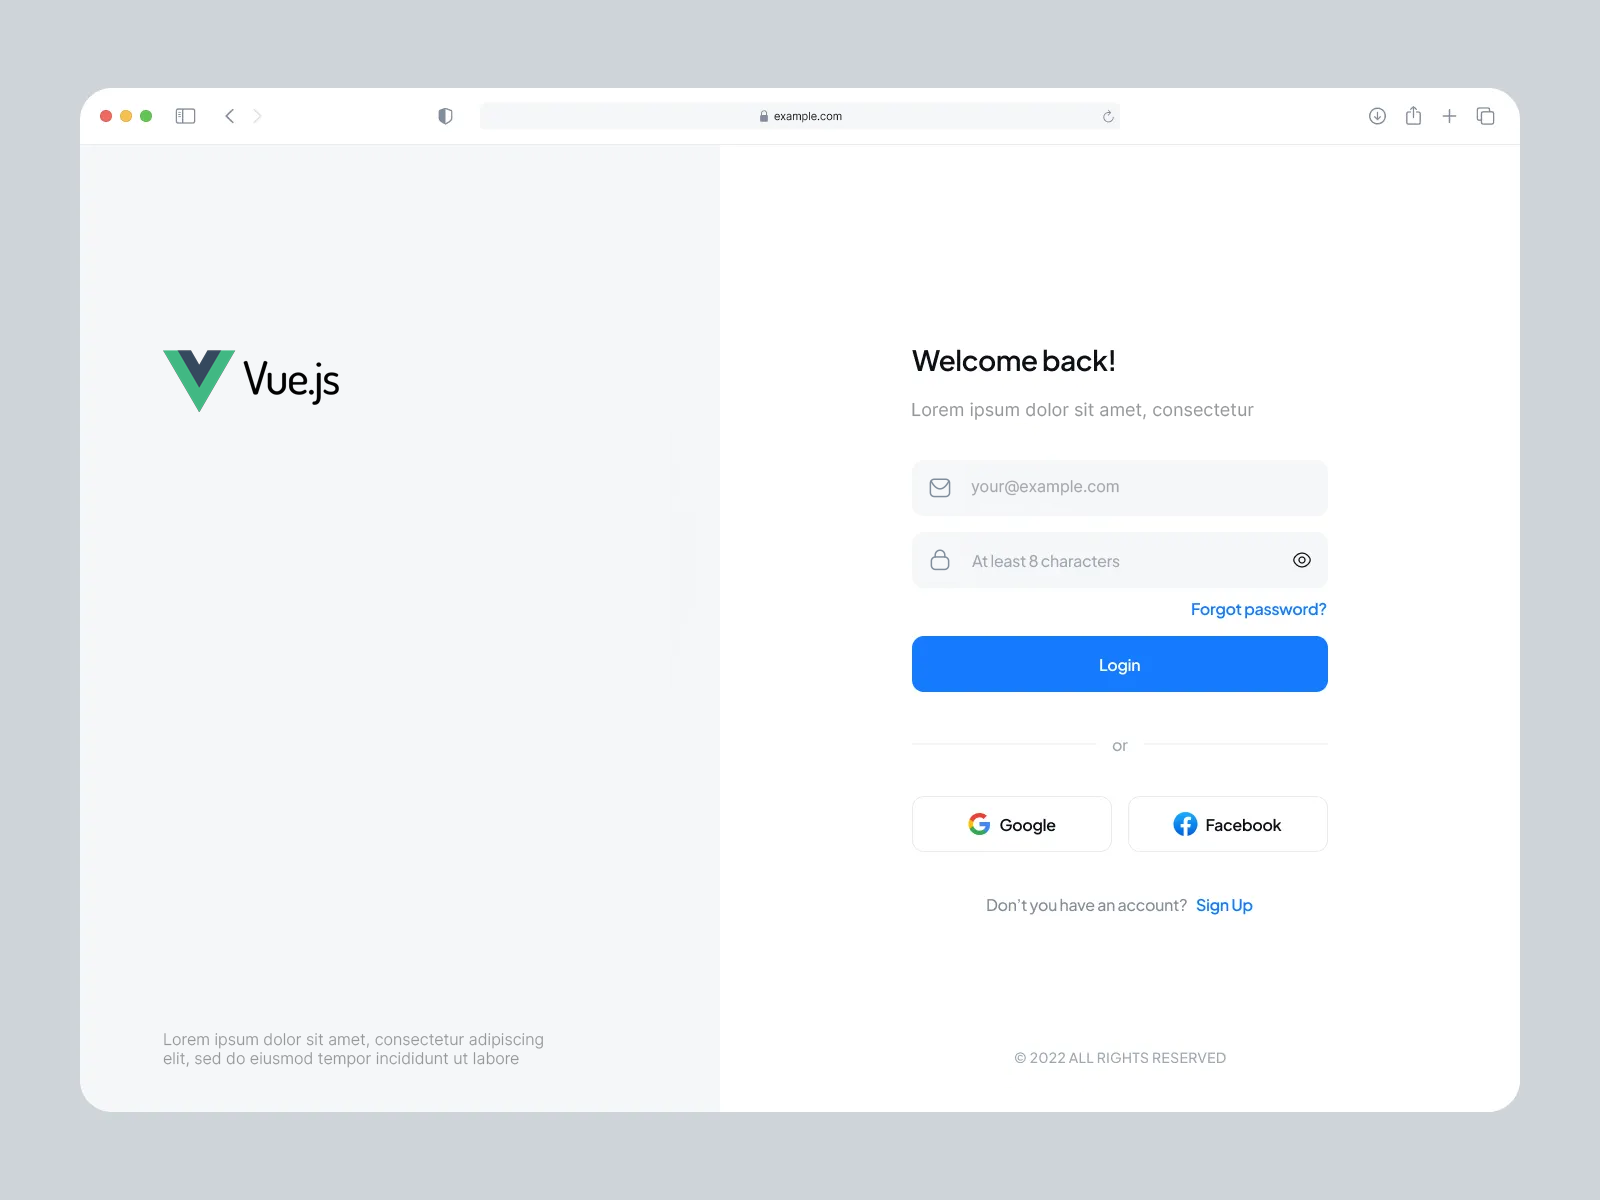 example.com
Vue.js
Lorem ipsum dolor sit amet, consectetur adipiscing
elit, sed do eiusmod tempor incididunt ut labore
Welcome back!
Lorem ipsum dolor sit amet, consectetur
your@example.com
At least 8 characters
Forgot password?
Login
or
Google
Facebook
Don’t you have an account? Sign Up
© 2022 ALL RIGHTS RESERVED